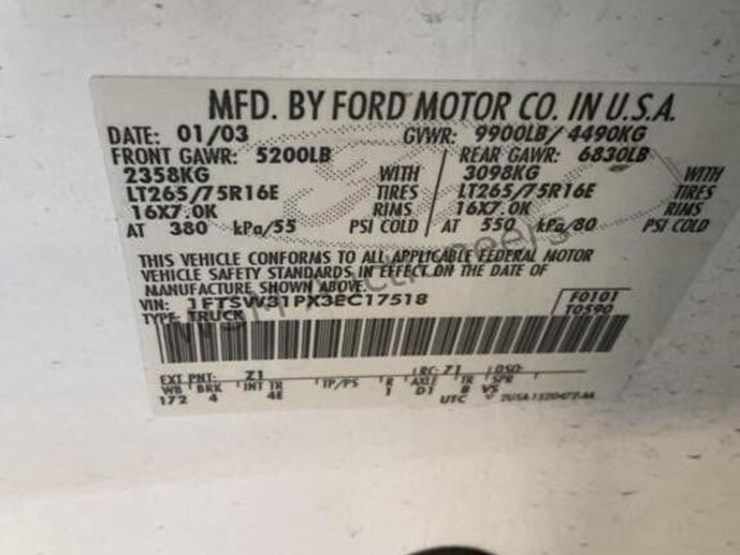 MFD. BY FORD MOTOR CO. IN U.S.A.
DATE: 01/03 GVWR: 9900LB/4490KG
FRONT GAWR: 5200LB REAR GAWR: 6830LB
2358KG WITH 3098KG WITH
LT265/75R16E TIRES LT265/75R16E TIRES
16X7.0K RIMS 16X7.0K RIMS
AT 380 kPa/55 PSI COLD AT 550 kPa/80 PSI COLD
THIS VEHICLE CONFORMS TO ALL APPLICABLE FEDERAL MOTOR
VEHICLE SAFETY STANDARDS IN EFFECT ON THE DATE OF
MANUFACTURE SHOWN ABOVE.
VIN: 1FTSW31PX3EC17518 F0101
TYPE: TRUCK T0590
EXT PNT: Z1 RC: 71 DSO:
WB BRK INT TR TP/PS R AXLE TR SPR
172 4 4E 1 D1 B VS
UTC